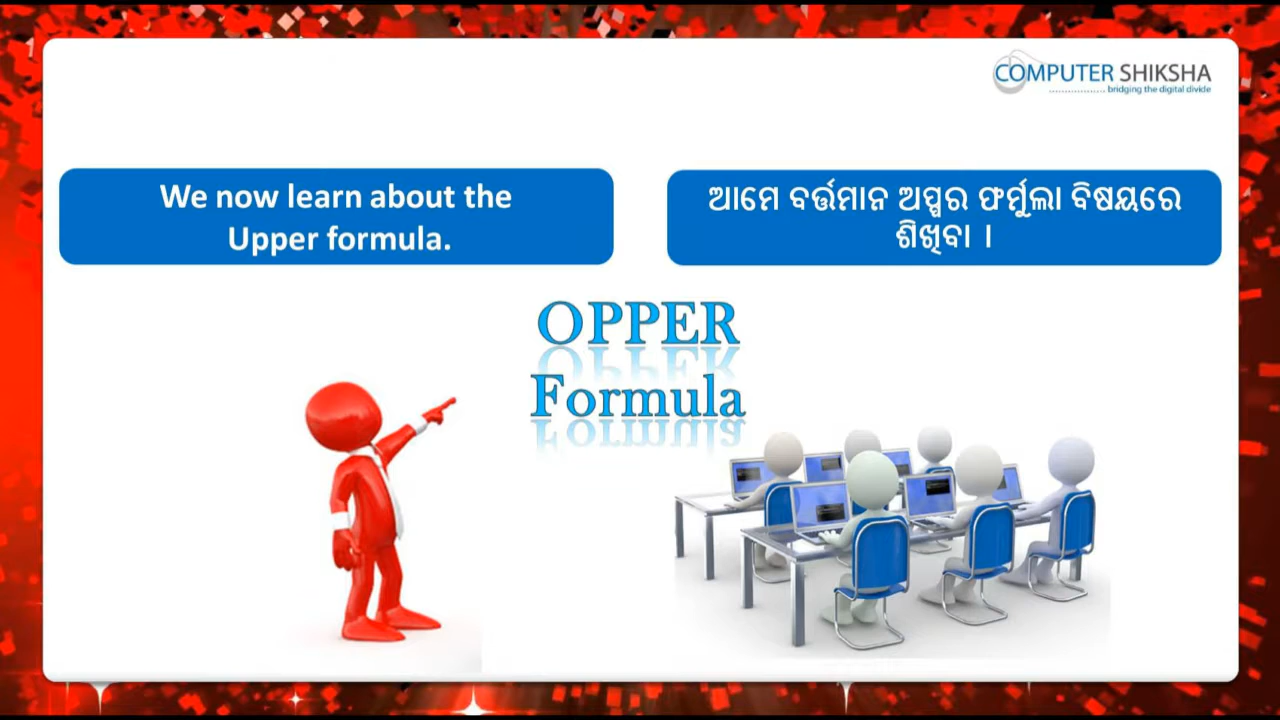 COMPUTER SHIKSHA
bridging the digital divide
We now learn about the
Upper formula.
ଆମେ ବର୍ତ୍ତମାନ ଅପ୍ପର ଫର୍ମୁଲା ବିଷୟରେ
ଶିଖିବା ।
OPPER
Formula